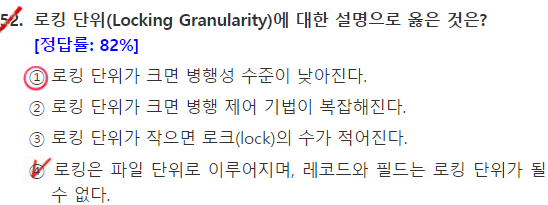 52. 로킹 단위(Locking Granularity)에 대한 설명으로 옳은 것은?
[정답률: 82%]
① 로킹 단위가 크면 병행성 수준이 낮아진다.
② 로킹 단위가 크면 병행 제어 기법이 복잡해진다.
③ 로킹 단위가 작으면 로크(lock)의 수가 적어진다.
④ 로킹은 파일 단위로 이루어지며, 레코드와 필드는 로킹 단위가 될
수 없다.